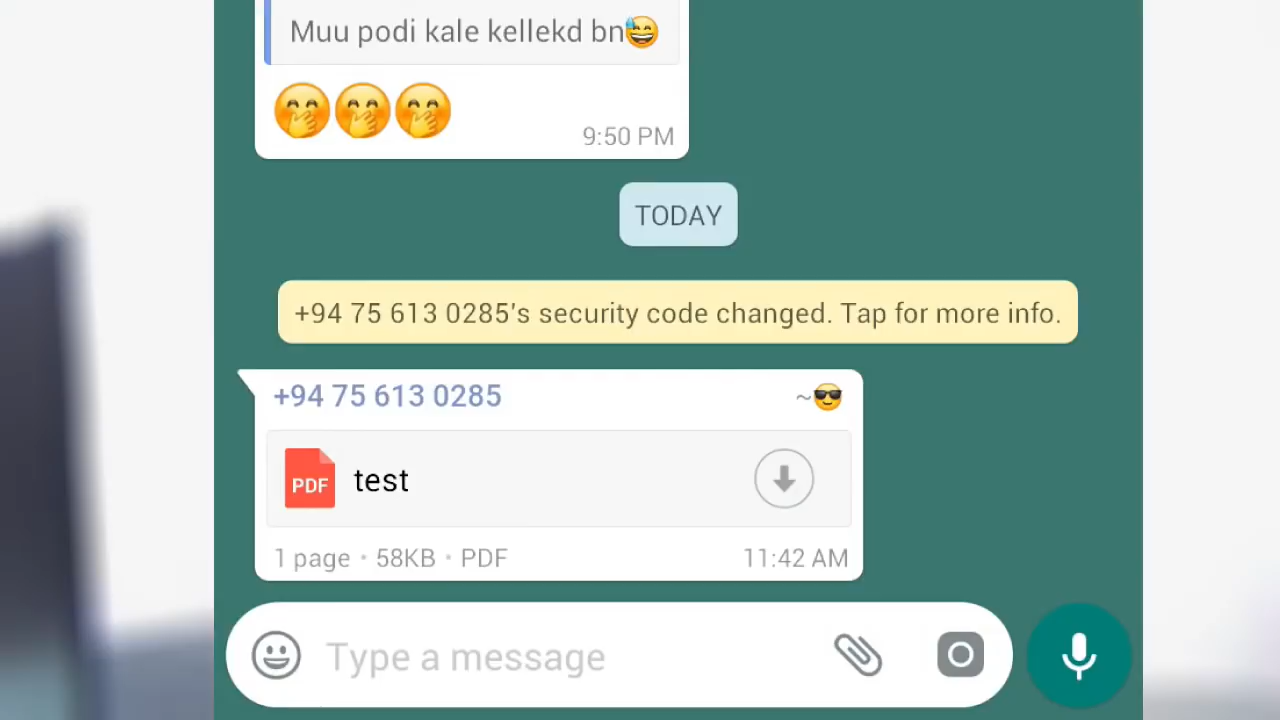 Muu podi kale kellekd bn😅
🤭🤭🤭
9:50 PM
TODAY
+94 75 613 0285's security code changed. Tap for more info.
+94 75 613 0285 ~😎
PDF test
1 page • 58KB • PDF 11:42 AM
Type a message